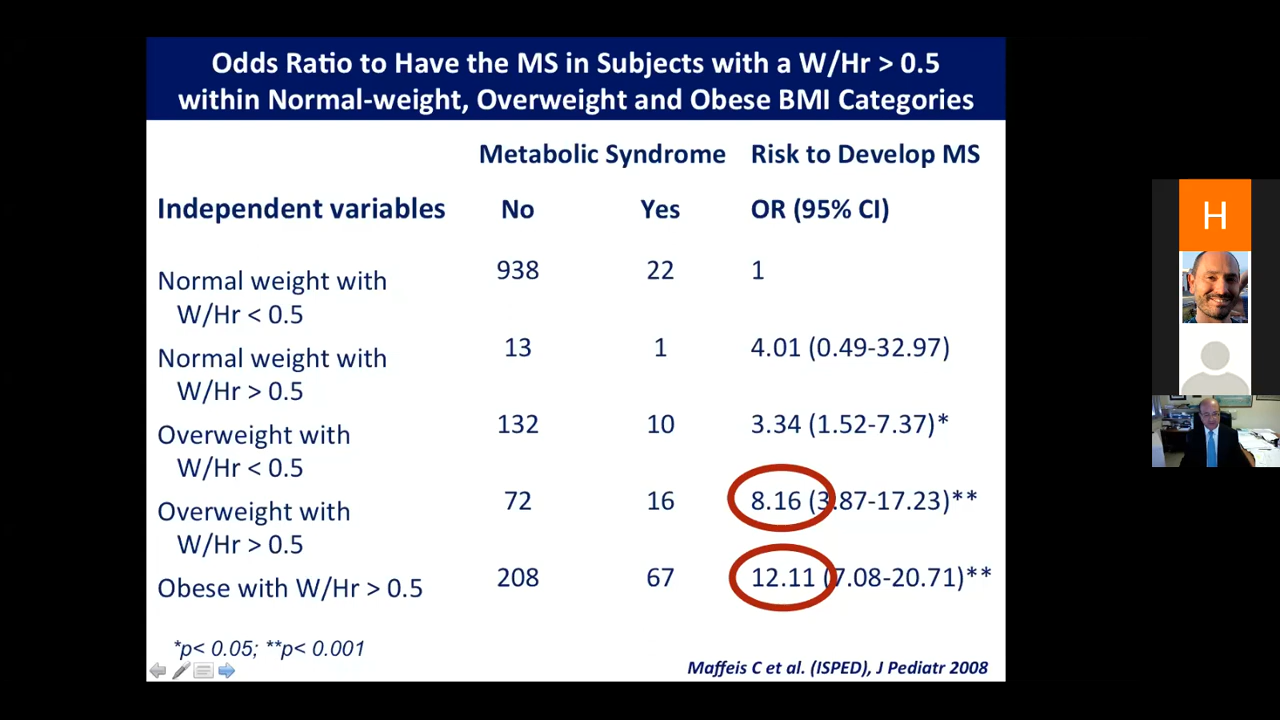 Odds Ratio to Have the MS in Subjects with a W/Hr > 0.5
within Normal-weight, Overweight and Obese BMI Categories
Metabolic Syndrome Risk to Develop MS
Independent variables No Yes OR (95% CI)
Normal weight with 938 22 1
W/Hr < 0.5
Normal weight with 13 1 4.01 (0.49-32.97)
W/Hr > 0.5
Overweight with 132 10 3.34 (1.52-7.37)*
W/Hr < 0.5
Overweight with 72 16 8.16 (3.87-17.23)**
W/Hr > 0.5
Obese with W/Hr > 0.5 208 67 12.11 (7.08-20.71)**
*p< 0.05; **p< 0.001
Maffeis C et al. (ISPED), J Pediatr 2008
H